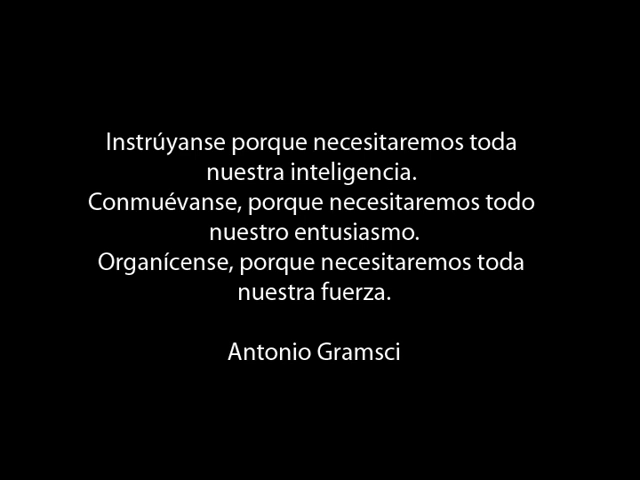 Instrúyanse porque necesitaremos toda
nuestra inteligencia.
Conmuévanse, porque necesitaremos todo
nuestro entusiasmo.
Organícense, porque necesitaremos toda
nuestra fuerza.
Antonio Gramsci